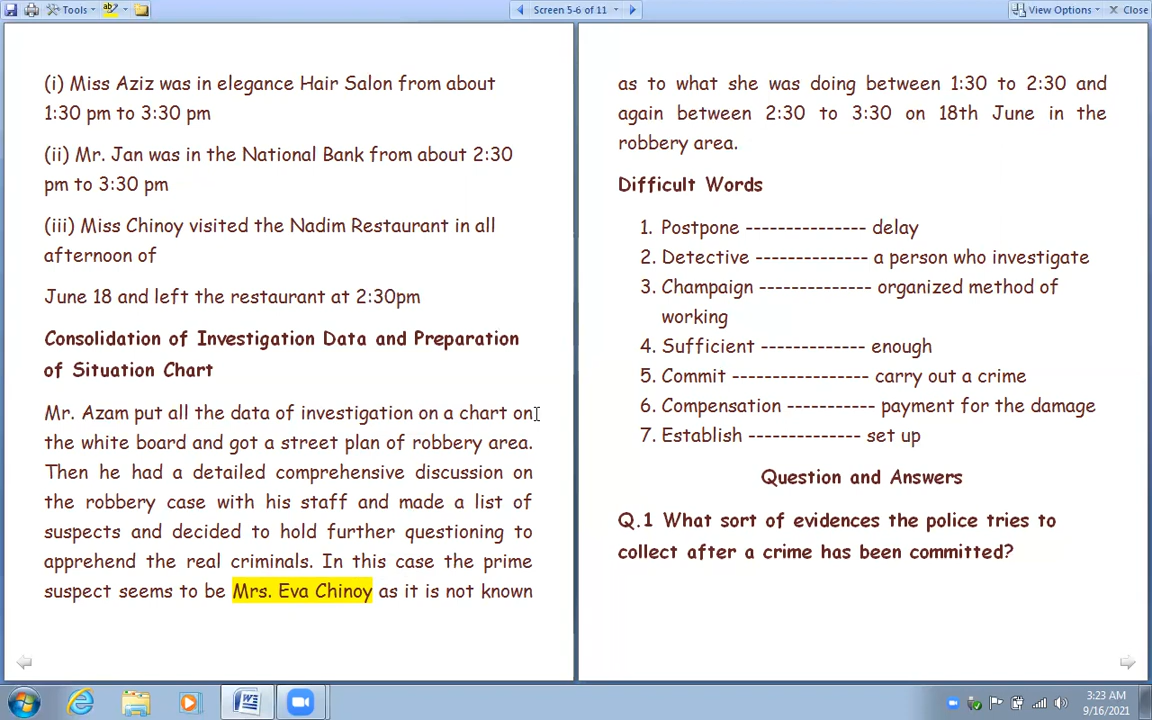 Tools
ab
Screen 5-6 of 11
View Options
Close
(i) Miss Aziz was in elegance Hair Salon from about
1:30 pm to 3:30 pm
(ii) Mr. Jan was in the National Bank from about 2:30
pm to 3:30 pm
(iii) Miss Chinoy visited the Nadim Restaurant in all
afternoon of
June 18 and left the restaurant at 2:30pm
Consolidation of Investigation Data and Preparation
of Situation Chart
Mr. Azam put all the data of investigation on a chart on
the white board and got a street plan of robbery area.
Then he had a detailed comprehensive discussion on
the robbery case with his staff and made a list of
suspects and decided to hold further questioning to
apprehend the real criminals. In this case the prime
suspect seems to be Mrs. Eva Chinoy as it is not known
as to what she was doing between 1:30 to 2:30 and
again between 2:30 to 3:30 on 18th June in the
robbery area.
Difficult Words
1. Postpone --------------- delay
2. Detective -------------- a person who investigate
3. Champaign -------------- organized method of
working
4. Sufficient ------------- enough
5. Commit ----------------- carry out a crime
6. Compensation ----------- payment for the damage
7. Establish -------------- set up
Question and Answers
Q.1 What sort of evidences the police tries to
collect after a crime has been committed?
3:23 AM
9/16/2021